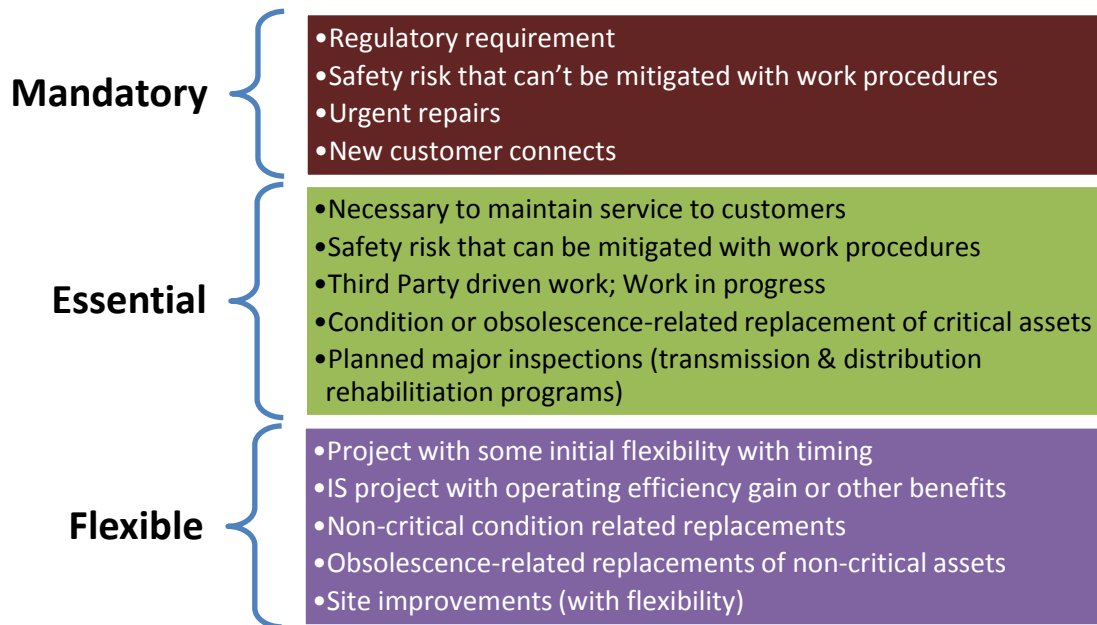 Mandatory
•Regulatory requirement
•Safety risk that can’t be mitigated with work procedures
•Urgent repairs
•New customer connects
Essential
•Necessary to maintain service to customers
•Safety risk that can be mitigated with work procedures
•Third Party driven work; Work in progress
•Condition or obsolescence-related replacement of critical assets
•Planned major inspections (transmission & distribution
rehabilitiation programs)
Flexible
•Project with some initial flexibility with timing
•IS project with operating efficiency gain or other benefits
•Non-critical condition related replacements
•Obsolescence-related replacements of non-critical assets
•Site improvements (with flexibility)